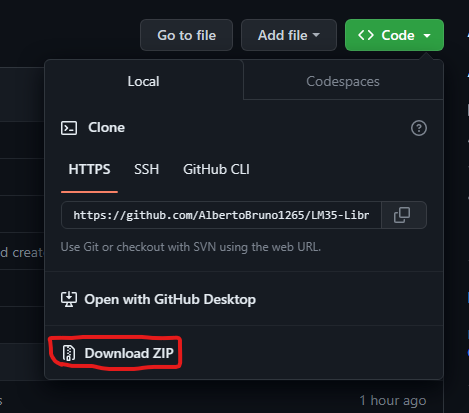 Go to file Add file Code
Local Codespaces
Clone
HTTPS SSH GitHub CLI
https://github.com/AlbertoBruno1265/LM35-Libr
Use Git or checkout with SVN using the web URL.
d creat
Open with GitHub Desktop
Download ZIP
s 1 hour ago